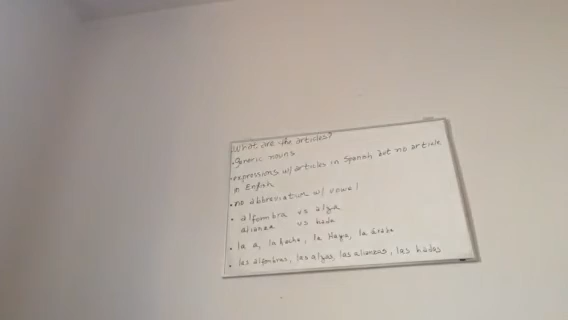 What are the articles?
• Generic nouns
• expressions w/ articles in Spanish but no article
in English
• no abbreviation w/ vowel
• alfombra vs alga
alianza vs hada
• la a, la hache, la Haya, la árabe
• las alfombras, las algas, las alianzas, las hadas